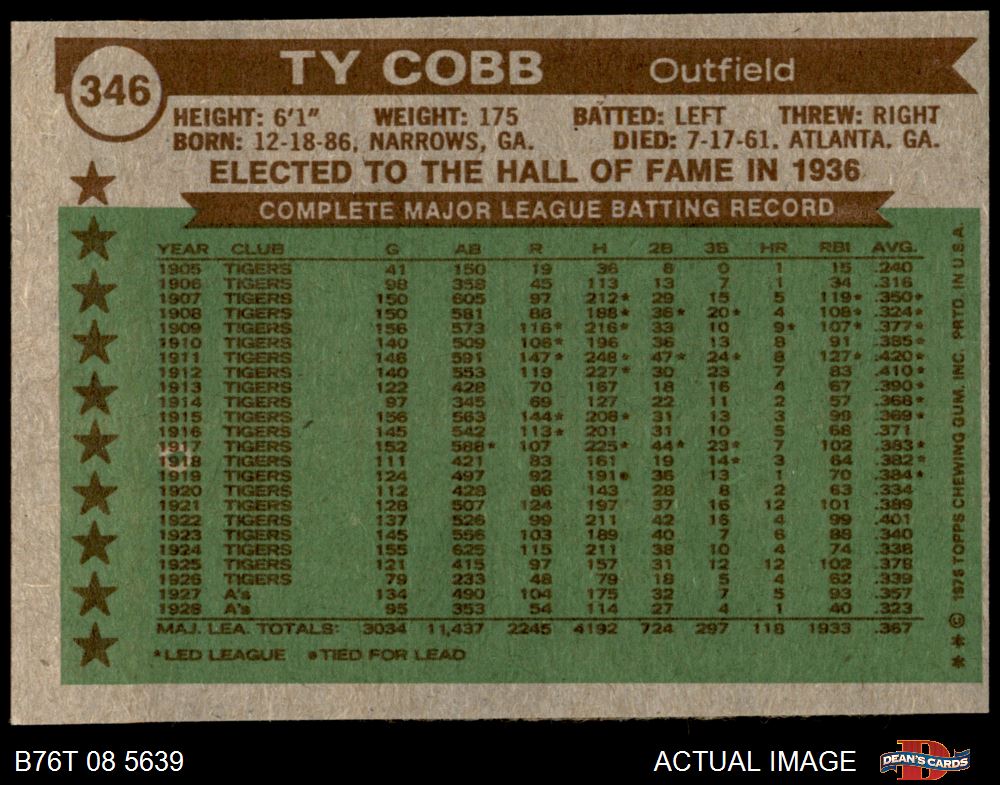 346
TY COBB Outfield
HEIGHT: 6'1" WEIGHT: 175 BATTED: LEFT THREW: RIGHT
BORN: 12-18-86, NARROWS, GA. DIED: 7-17-61, ATLANTA, GA.
ELECTED TO THE HALL OF FAME IN 1936
COMPLETE MAJOR LEAGUE BATTING RECORD
YEAR CLUB G AB R H 2B 3B HR RBI AVG.
1905 TIGERS 41 150 19 36 8 0 1 15 .240
1906 TIGERS 98 358 45 113 13 7 1 34 .316
1907 TIGERS 150 605 97 212* 29 15 5 119* .350*
1908 TIGERS 150 581 88 188* 36* 20* 4 108* .324*
1909 TIGERS 156 573 116* 216* 33 10 9* 107* .377*
1910 TIGERS 140 509 106* 196 36 13 8 91 .385*
1911 TIGERS 146 591 147* 248* 47* 24* 8 127* .420*
1912 TIGERS 140 553 119 227* 30 23 7 83 .410*
1913 TIGERS 122 428 70 167 18 16 4 67 .390*
1914 TIGERS 97 345 69 127 22 11 2 57 .368*
1915 TIGERS 156 563 144* 208* 31 13 3 99 .369*
1916 TIGERS 145 542 113* 201 31 10 5 68 .371
1917 TIGERS 152 588* 107 225* 44* 23* 7 102 .383*
1918 TIGERS 111 421 83 161 19 14* 3 64 .382*
1919 TIGERS 124 497 92 191• 36 13 1 70 .384*
1920 TIGERS 112 428 86 143 28 8 2 63 .334
1921 TIGERS 128 507 124 197 37 16 12 101 .389
1922 TIGERS 137 526 99 211 42 16 4 99 .401
1923 TIGERS 145 556 103 189 40 7 6 88 .340
1924 TIGERS 155 625 115 211 38 10 4 74 .338
1925 TIGERS 121 415 97 157 31 12 12 102 .378
1926 TIGERS 79 233 48 79 18 5 4 62 .339
1927 A's 134 490 104 175 32 7 5 93 .357
1928 A's 95 353 54 114 27 4 1 40 .323
MAJ. LEA. TOTALS: 3034 11,437 2245 4192 724 297 118 1933 .367
*LED LEAGUE •TIED FOR LEAD
** © 1976 TOPPS CHEWING GUM, INC. PRTD. IN U.S.A.
B76T 08 5639 ACTUAL IMAGE
D
DEAN'S CARDS